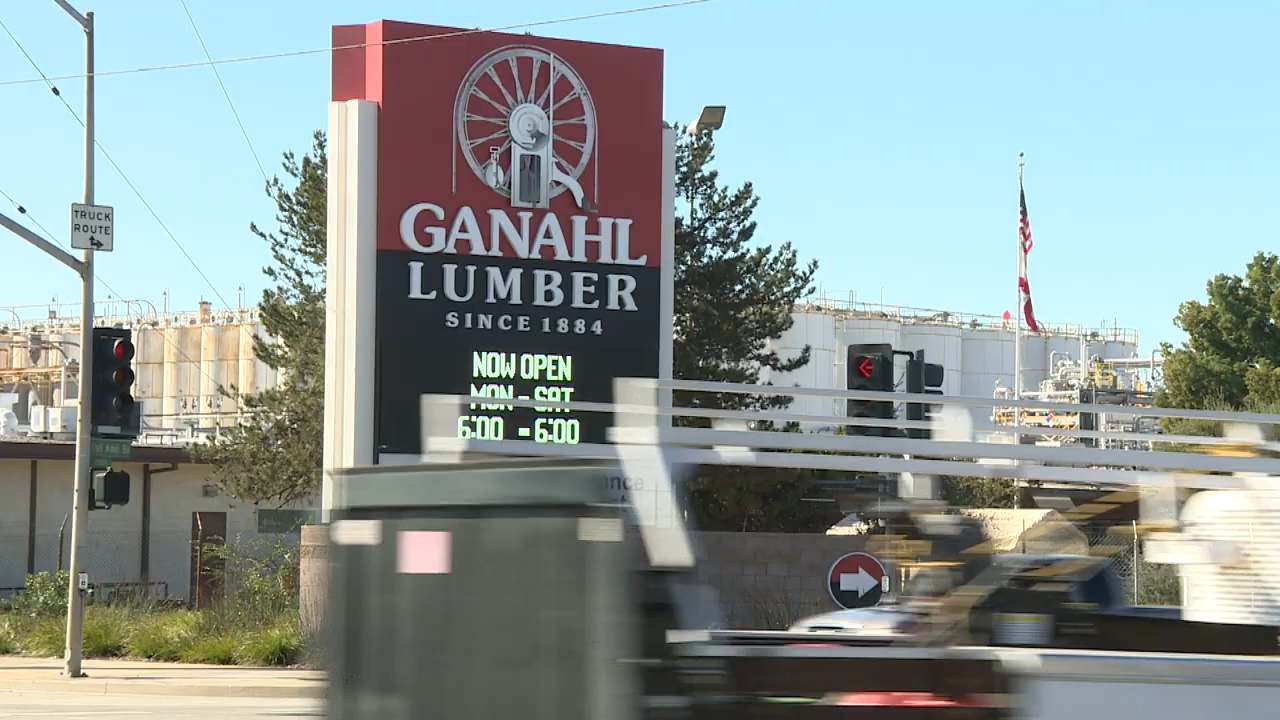 TRUCK
ROUTE
GANAHL
LUMBER
SINCE 1884
NOW OPEN
MON - SAT
6:00 - 6:00